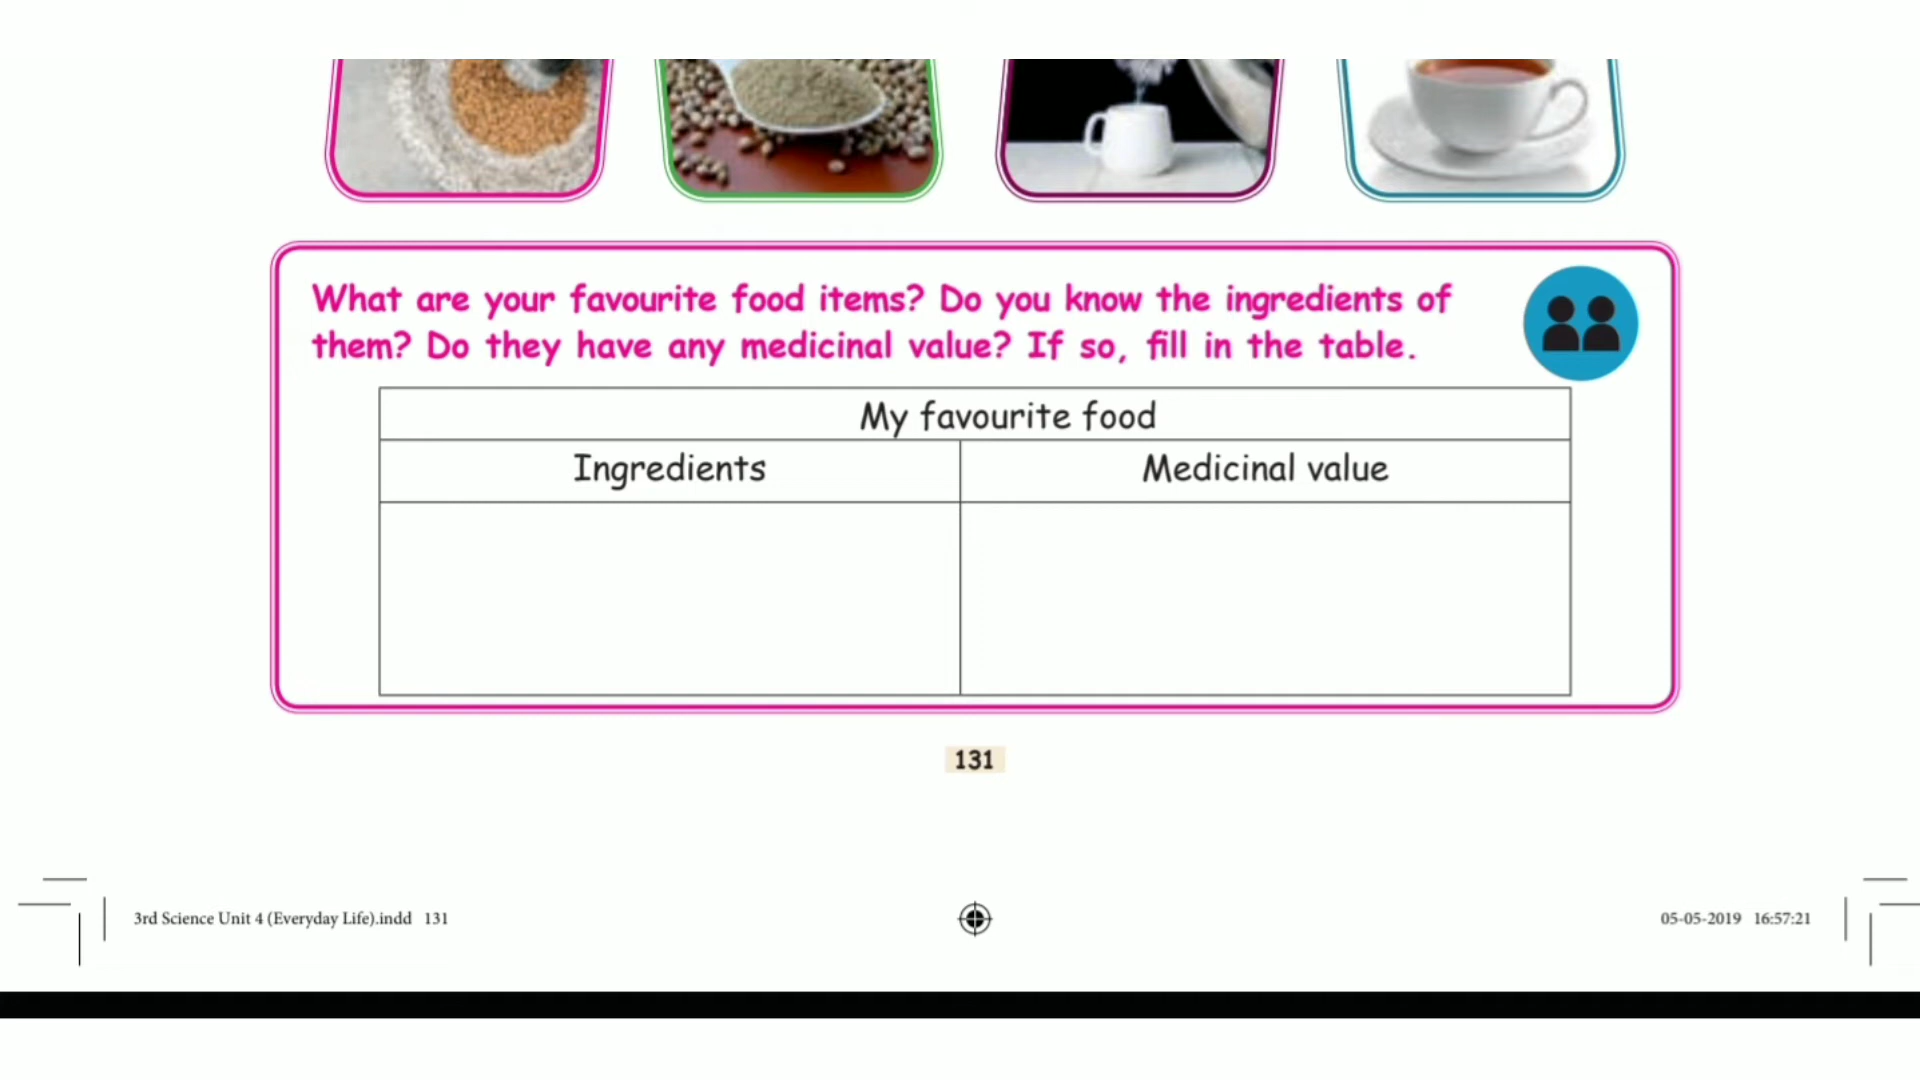 What are your favourite food items? Do you know the ingredients of
them? Do they have any medicinal value? If so, fill in the table.
My favourite food
Ingredients
Medicinal value
131
3rd Science Unit 4 (Everyday Life).indd 131
05-05-2019 16:57:21